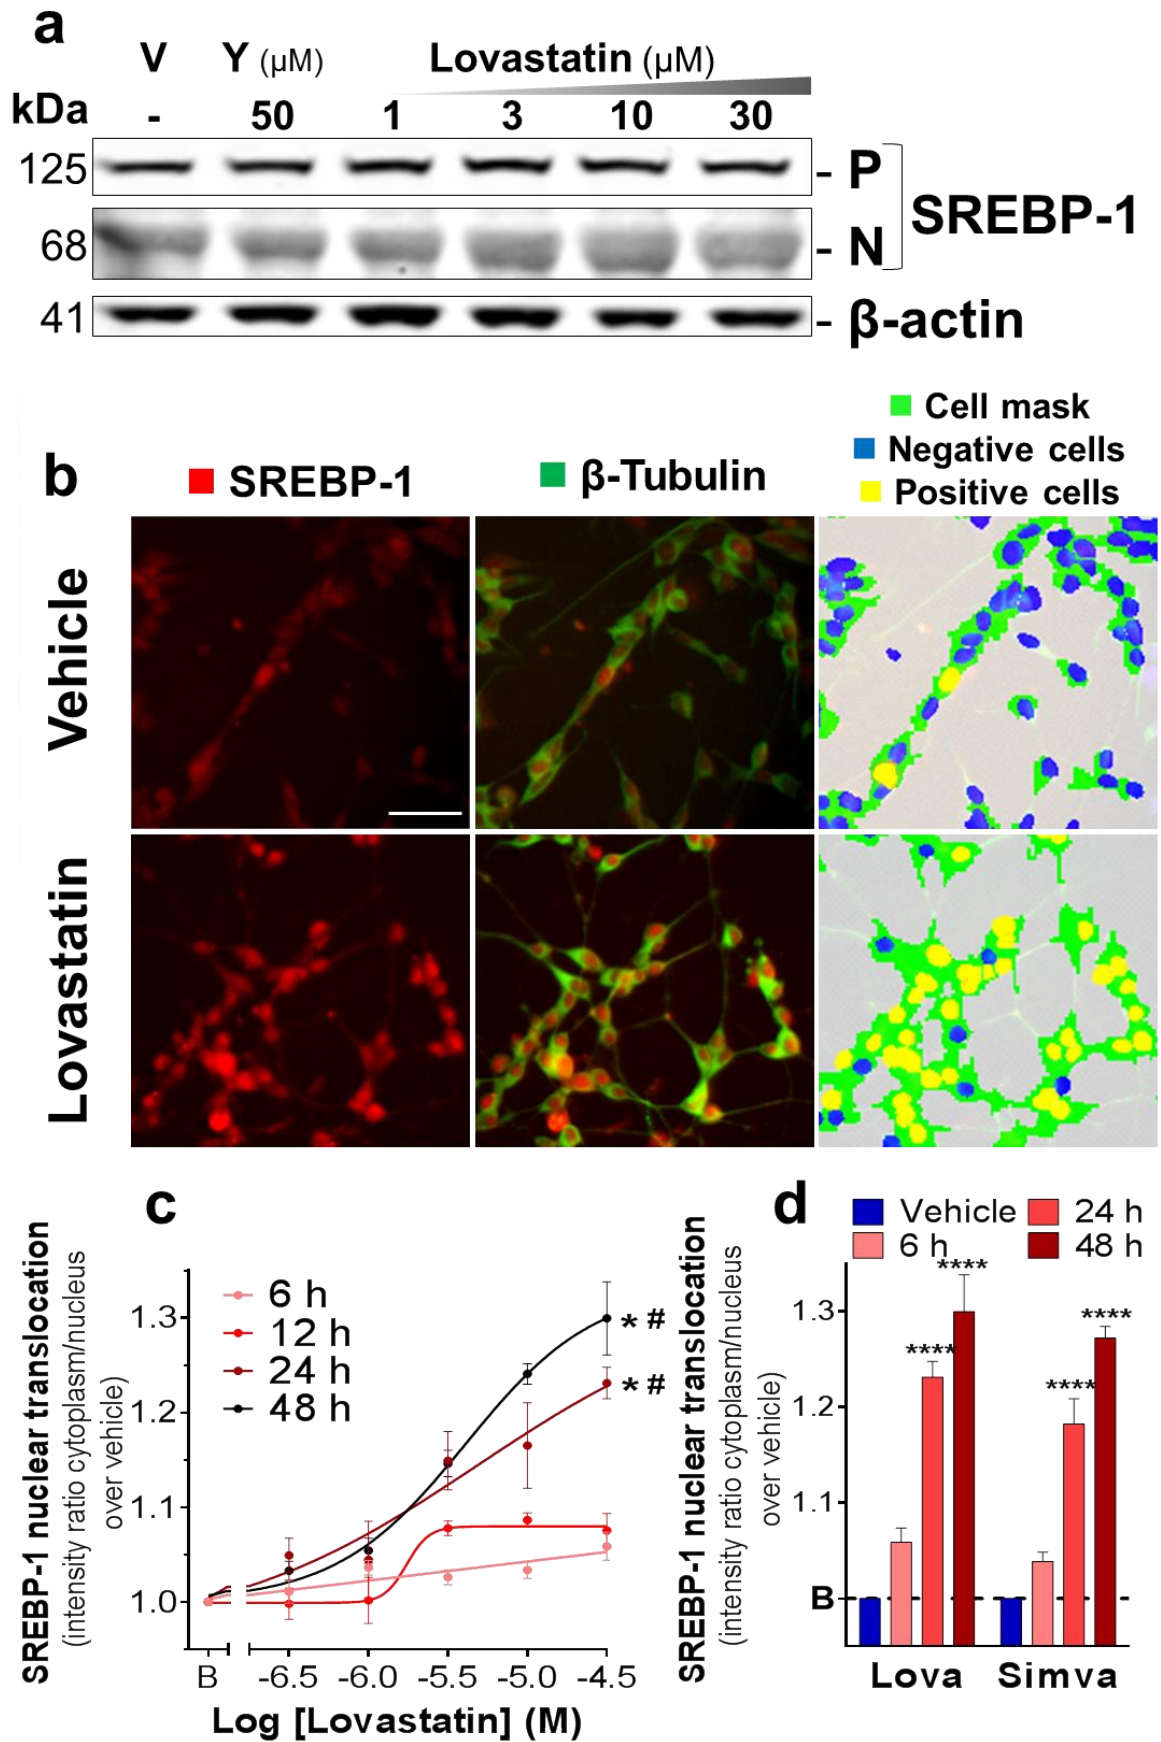 a
V Y (µM) Lovastatin (µM)
kDa - 50 1 3 10 30
125 - P
68 - N
SREBP-1
41 - β-actin
Cell mask
Negative cells
Positive cells
b SREBP-1 β-Tubulin
Vehicle
Lovastatin
c
SREBP-1 nuclear translocation
(intensity ratio cytoplasm/nucleus
over vehicle)
6 h
12 h
24 h
48 h
1.3
1.2
1.1
1.0
* #
* #
B -6.5 -6.0 -5.5 -5.0 -4.5
Log [Lovastatin] (M)
d
Vehicle 24 h
6 h 48 h
SREBP-1 nuclear translocation
(intensity ratio cytoplasm/nucleus
over vehicle)
1.3
1.2
1.1
B
****
****
****
****
Lova Simva